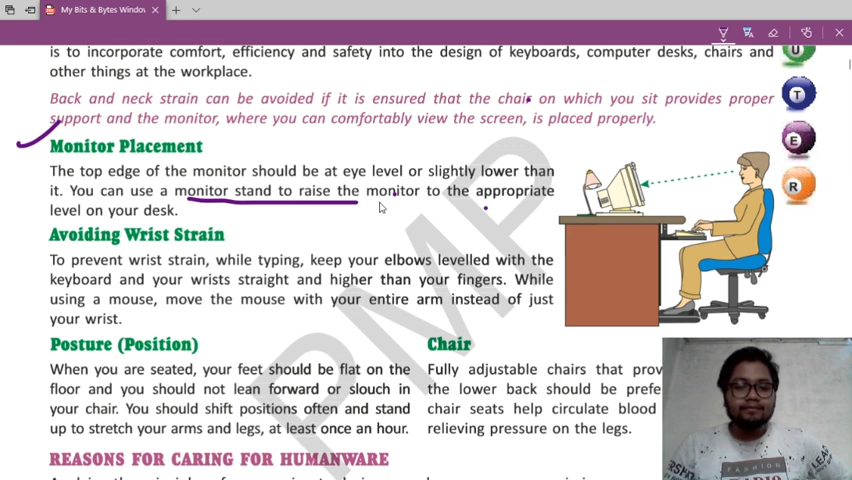 My Bits & Bytes Window
is to incorporate comfort, efficiency and safety into the design of keyboards, computer desks, chairs and
other things at the workplace.
Back and neck strain can be avoided if it is ensured that the chair on which you sit provides proper
support and the monitor, where you can comfortably view the screen, is placed properly.
Monitor Placement
The top edge of the monitor should be at eye level or slightly lower than
it. You can use a monitor stand to raise the monitor to the appropriate
level on your desk.
Avoiding Wrist Strain
To prevent wrist strain, while typing, keep your elbows levelled with the
keyboard and your wrists straight and higher than your fingers. While
using a mouse, move the mouse with your entire arm instead of just
your wrist.
Posture (Position)
When you are seated, your feet should be flat on the
floor and you should not lean forward or slouch in
your chair. You should shift positions often and stand
up to stretch your arms and legs, at least once an hour.
Chair
Fully adjustable chairs that prov
the lower back should be prefe
chair seats help circulate blood
relieving pressure on the legs.
REASONS FOR CARING FOR HUMANWARE
U
T
E
R
PMP
FASHION